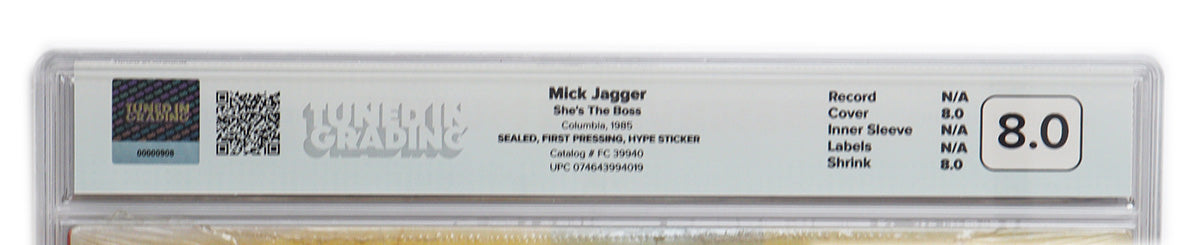 TUNED IN
GRADING
00000908
TUNED IN
GRADING
Mick Jagger
She's The Boss
Columbia, 1985
SEALED, FIRST PRESSING, HYPE STICKER
Catalog # FC 39940
UPC 074643994019
Record N/A
Cover 8.0
Inner Sleeve N/A
Labels N/A
Shrink 8.0
8.0